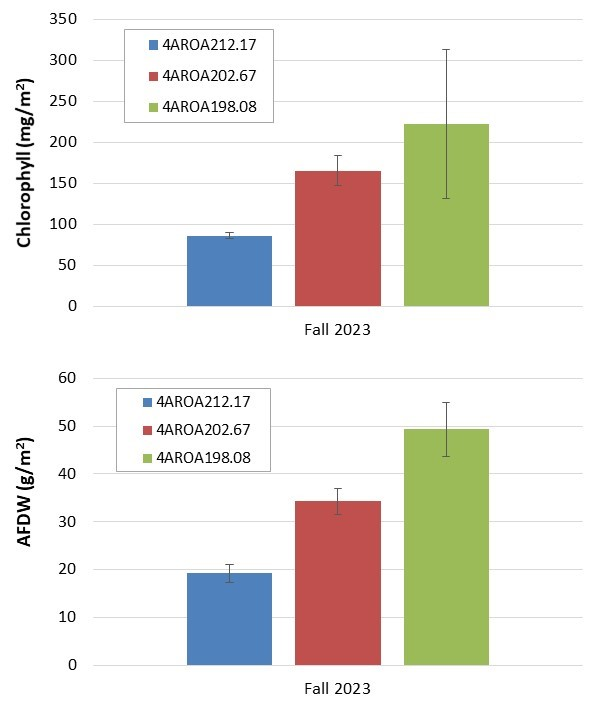 350
300
250
200
150
100
50
0
Chlorophyll (mg/m²)
4AROA212.17
4AROA202.67
4AROA198.08
Fall 2023
60
50
40
30
20
10
0
AFDW (g/m²)
4AROA212.17
4AROA202.67
4AROA198.08
Fall 2023